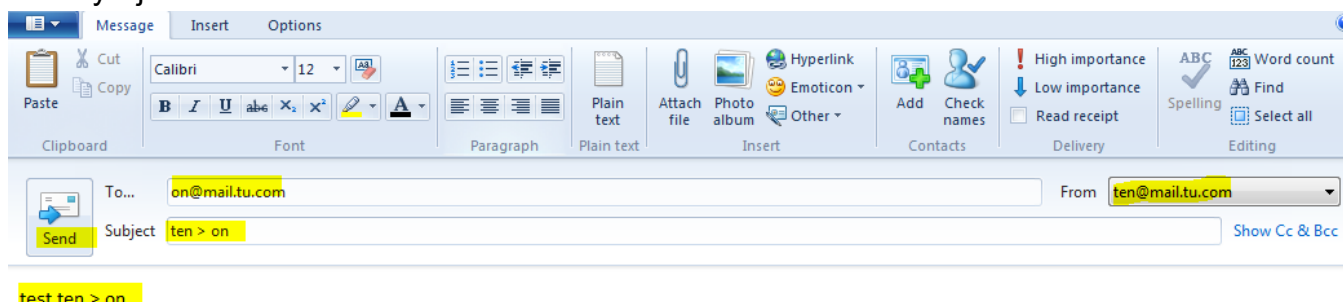 Message Insert Options
Cut
Copy
Paste
Clipboard
Calibri 12
B I U abc X₂ X² A
Font
Paragraph
Plain text
Plain text
Attach file
Photo album
Hyperlink
Emoticon
Other
Insert
Add
Check names
Contacts
High importance
Low importance
Read receipt
Delivery
ABC
Spelling
ABC 123 Word count
Find
Select all
Editing
To... on@mail.tu.com From ten@mail.tu.com
Send
Subject ten > on Show Cc & Bcc
test ten > on